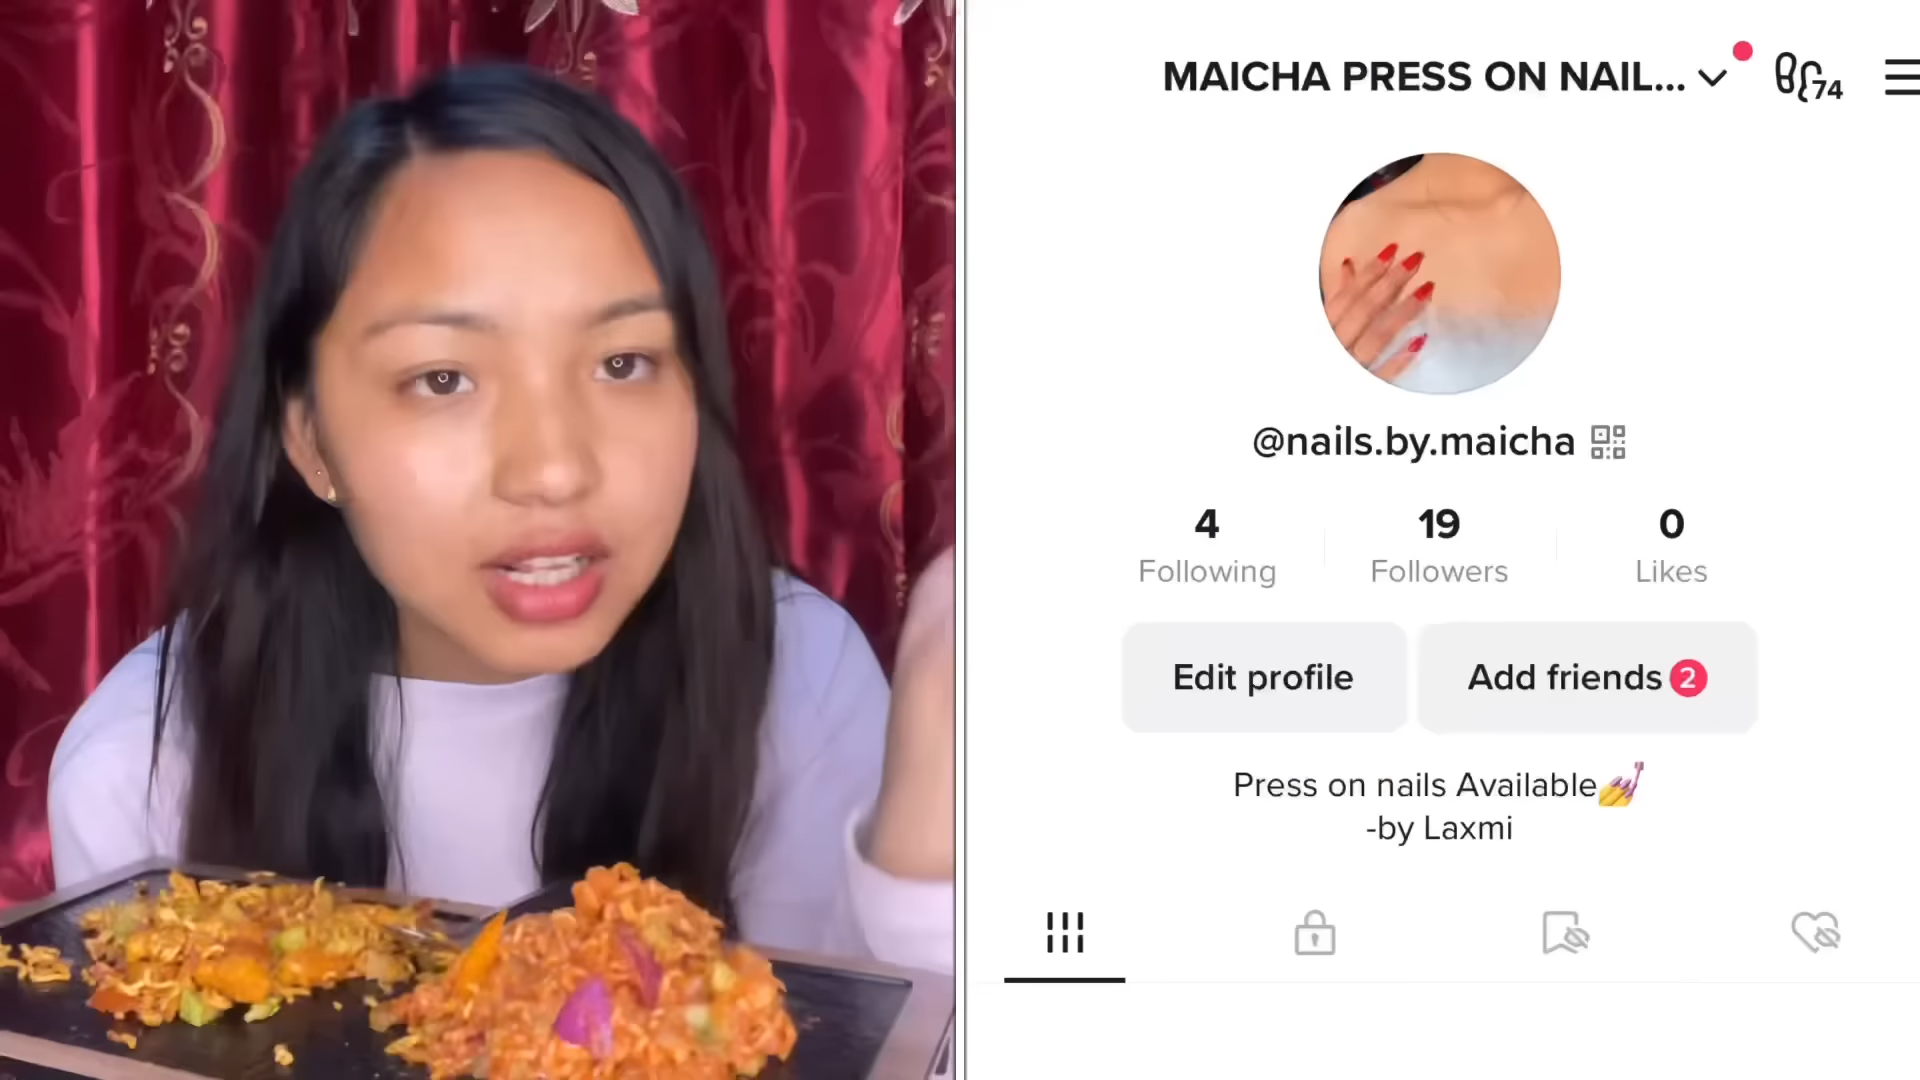 MAICHA PRESS ON NAIL...
74
@nails.by.maicha
4
Following
19
Followers
0
Likes
Edit profile
Add friends 2
Press on nails Available💅
-by Laxmi